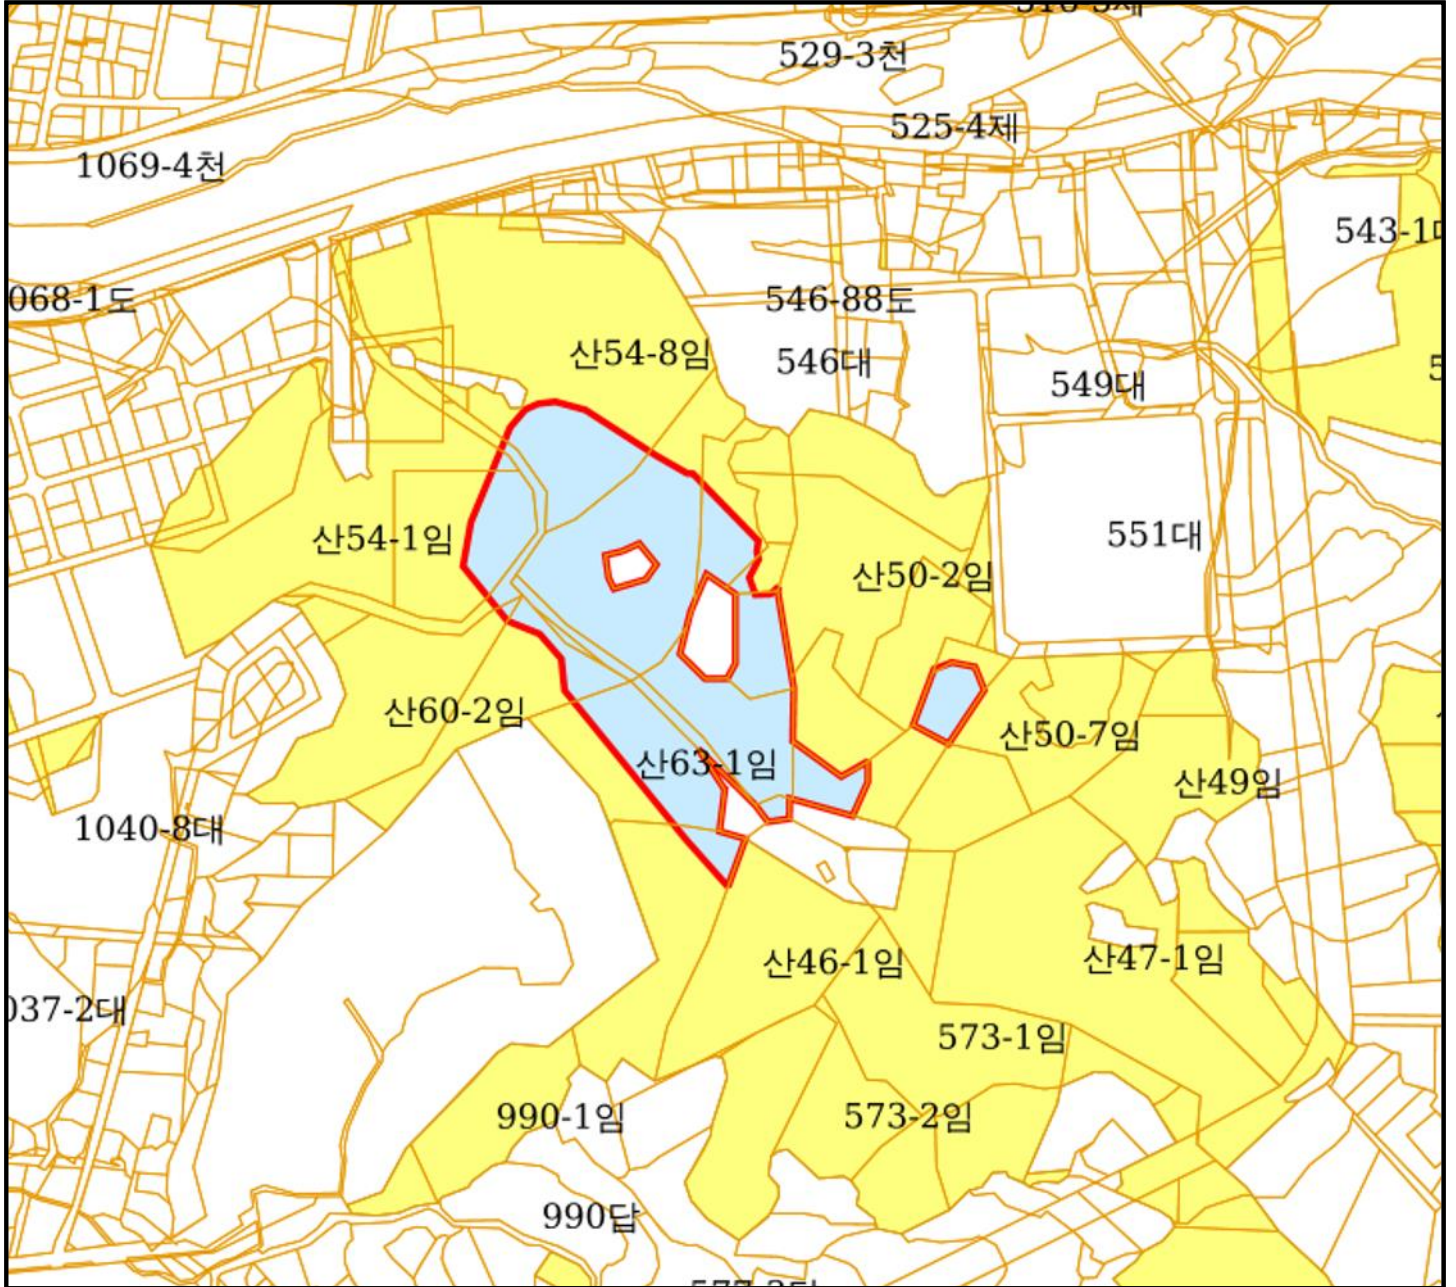 529-3천
525-4제
1069-4천
543-1
068-1도
546-88도
산54-8임
546대
549대
산54-1임
551대
산50-2임
산60-2임
산50-7임
산63-1임
산49임
1040-8대
산46-1임
산47-1임
037-2대
573-1임
990-1임
573-2임
990답